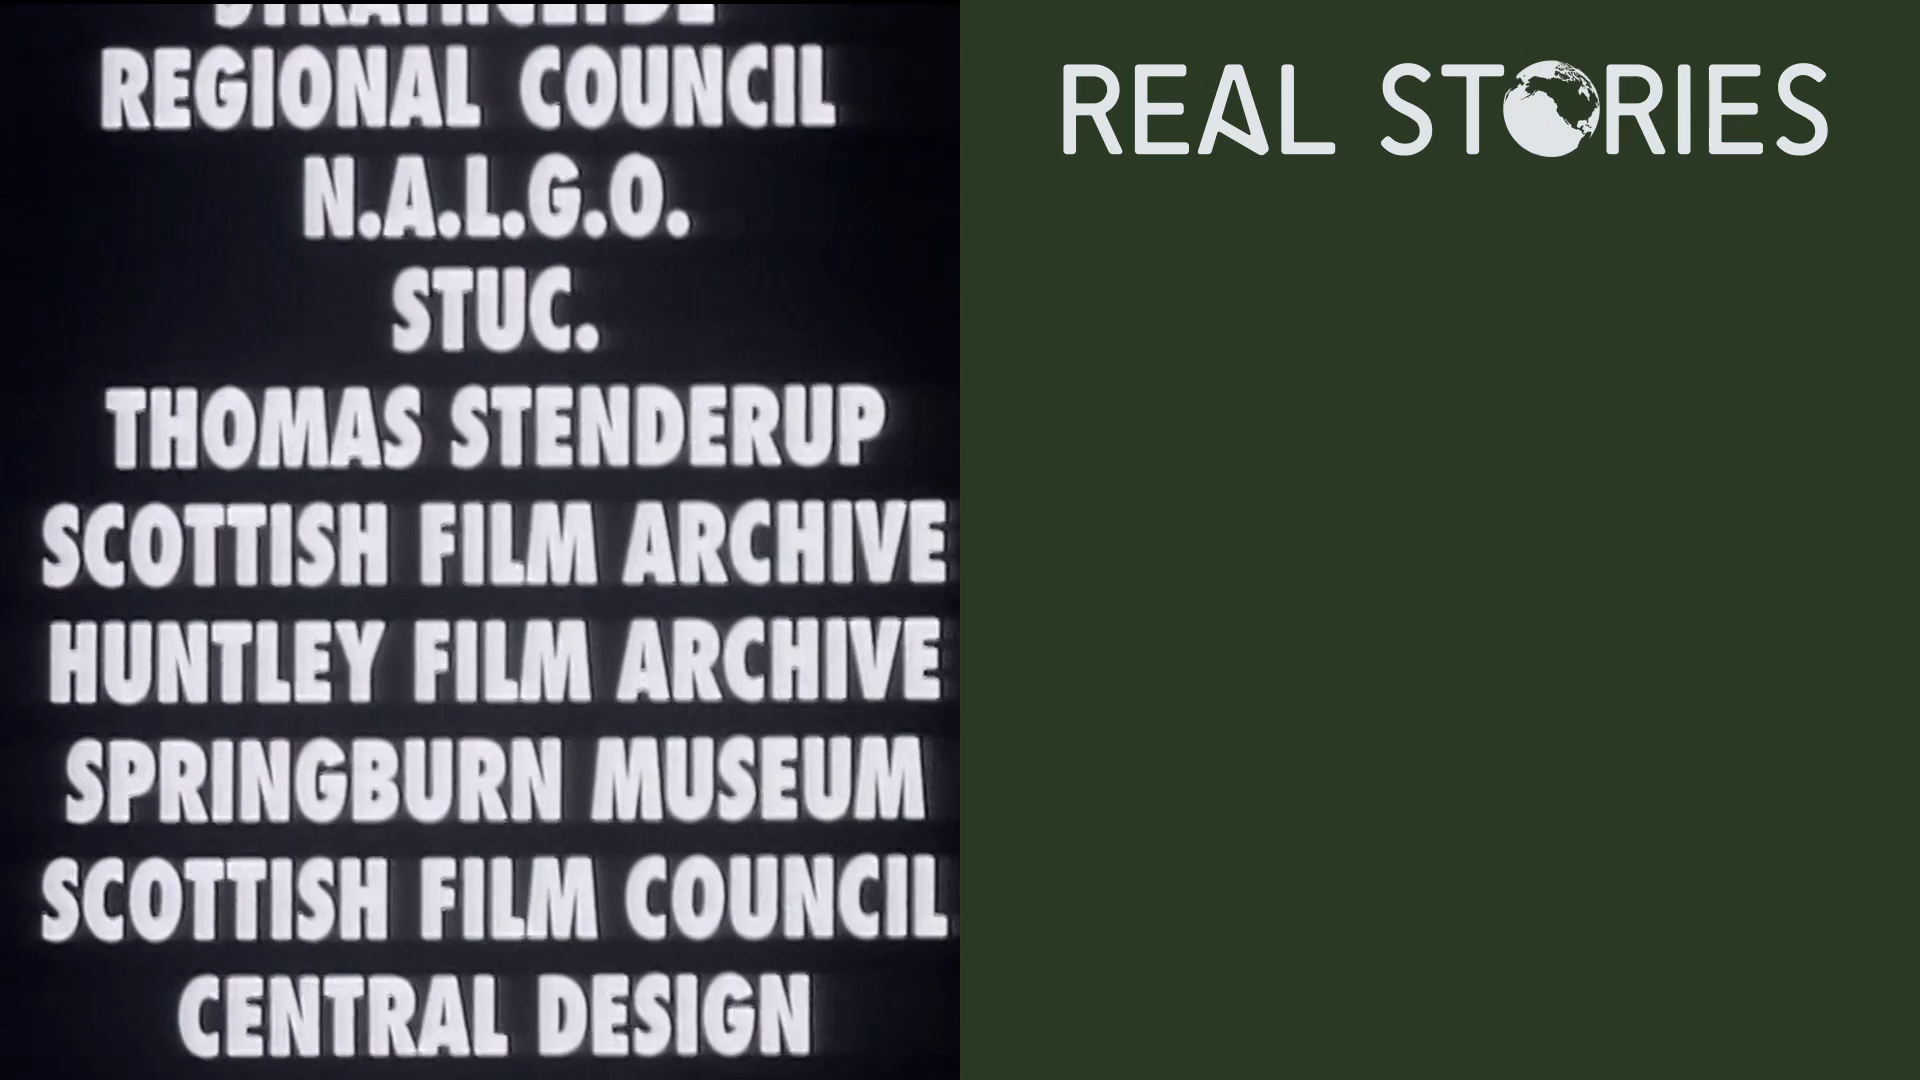 STRATHCLYDE
REGIONAL COUNCIL
N.A.L.G.O.
STUC.
THOMAS STENDERUP
SCOTTISH FILM ARCHIVE
HUNTLEY FILM ARCHIVE
SPRINGBURN MUSEUM
SCOTTISH FILM COUNCIL
CENTRAL DESIGN
REAL STORIES